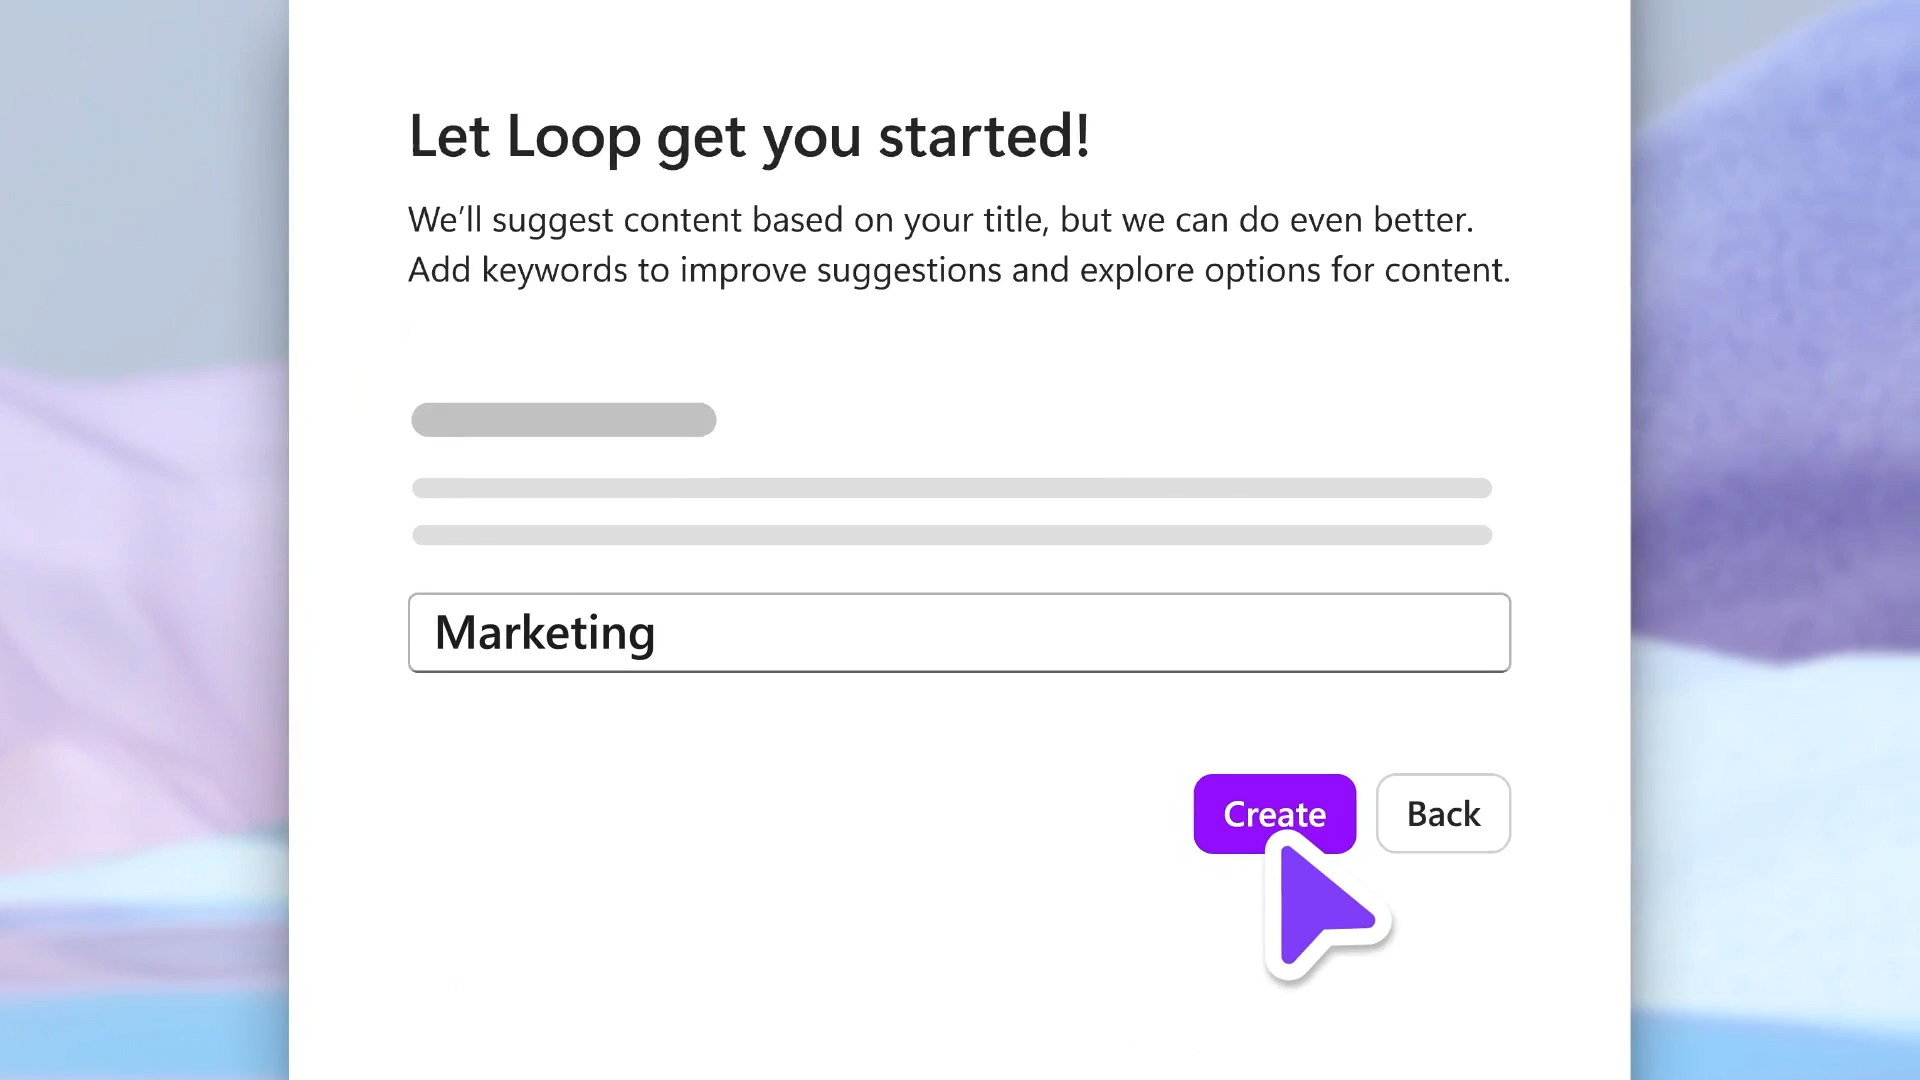 Let Loop get you started!
We’ll suggest content based on your title, but we can do even better.
Add keywords to improve suggestions and explore options for content.
Marketing
Create
Back